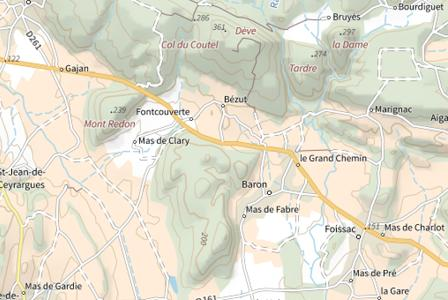 Bourdiguet
Bruyès
286
361
Dève
Col du Coutel
297
la Dame
D261
274
Tardre
122
Gajan
239
Fontcouverte
Bézut
Marignac
Mont Redon
Aiga
Mas de Clary
le Grand Chemin
St-Jean-de-
Ceyrargues
Baron
Mas de Fabre
200
Foissac
151
Mas de Charlot
Mas de Pré
Mas de Gardie
la Gare
D161